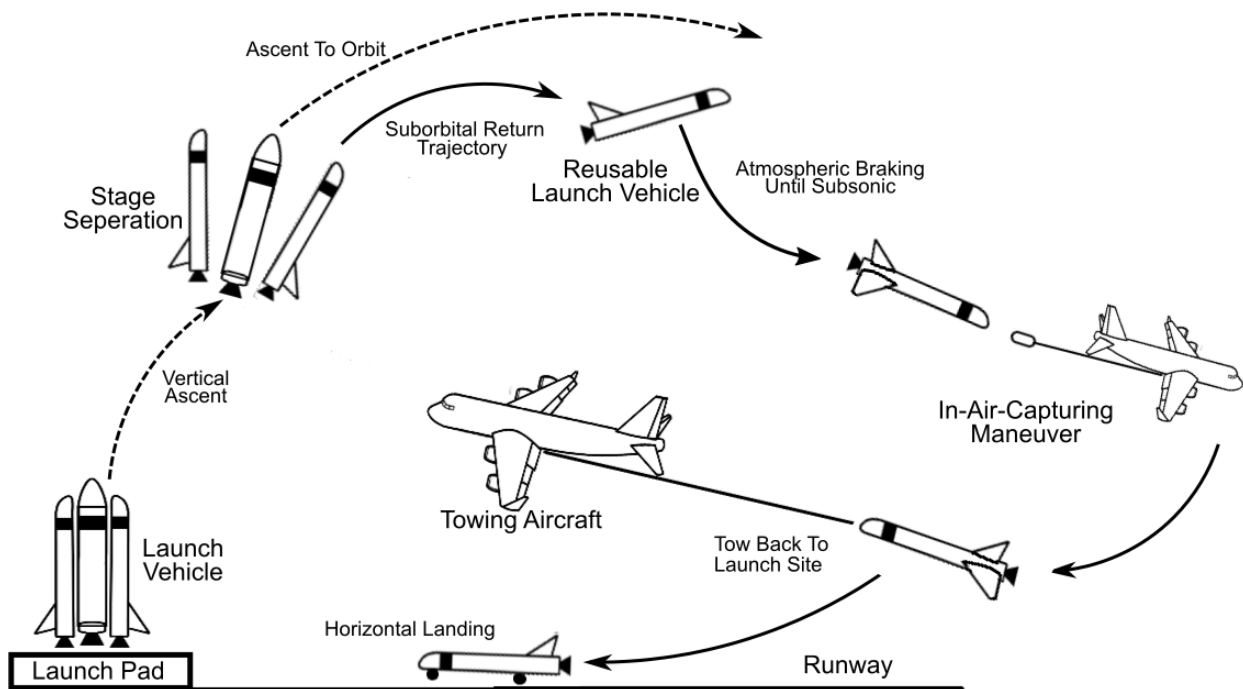 Ascent To Orbit
Suborbital Return
Trajectory
Stage
Seperation
Reusable
Launch Vehicle
Atmospheric Braking
Until Subsonic
Vertical
Ascent
In-Air-Capturing
Maneuver
Towing Aircraft
Launch
Vehicle
Tow Back To
Launch Site
Horizontal Landing
Launch Pad
Runway